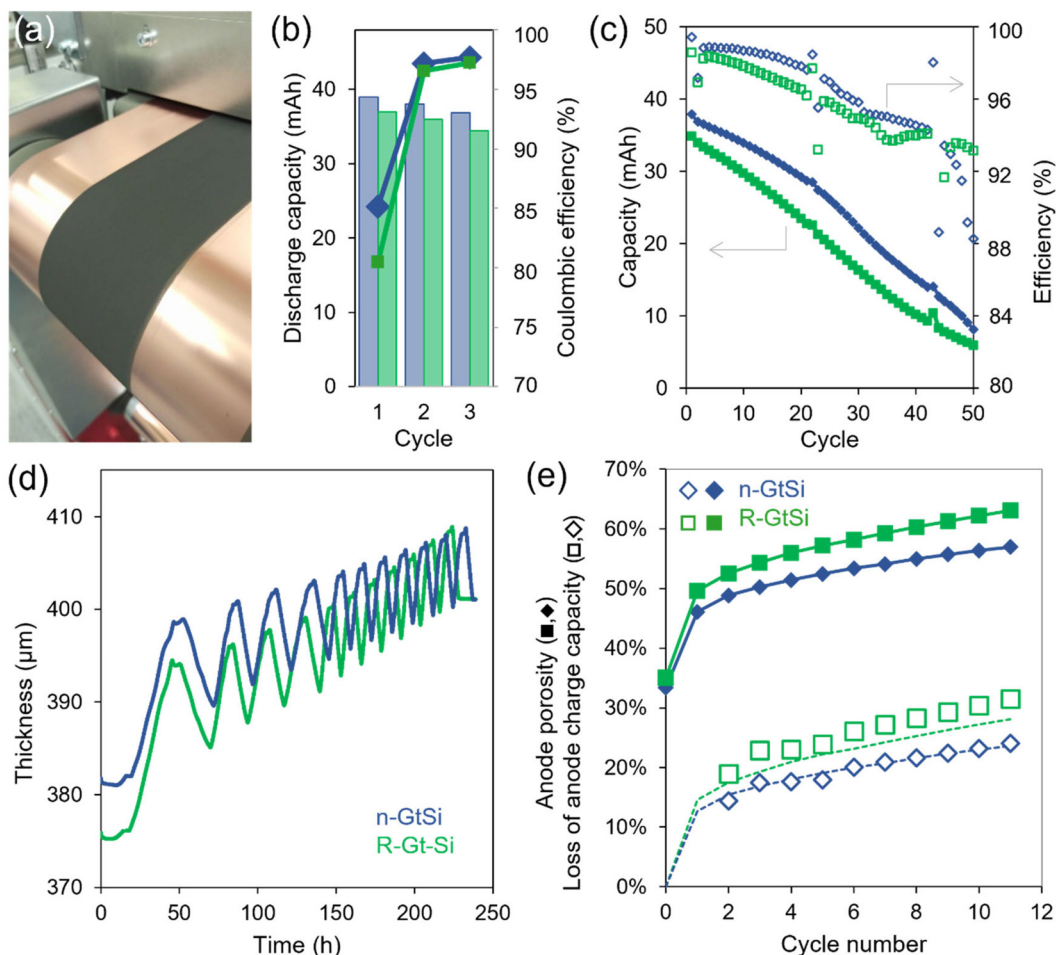 (a)
(b)
Discharge capacity (mAh)
40
30
20
10
0
100
95
90
85
80
75
70
Coulombic efficiency (%)
1 2 3
Cycle
(c)
Capacity (mAh)
50
40
30
20
10
0
100
96
92
88
84
80
Efficiency (%)
0 10 20 30 40 50
Cycle
(d)
Thickness (µm)
410
400
390
380
370
n-GtSi
R-Gt-Si
0 50 100 150 200 250
Time (h)
(e)
Anode porosity (■,◆)
Loss of anode charge capacity (□,◇)
70%
60%
50%
40%
30%
20%
10%
0%
n-GtSi
R-GtSi
0 2 4 6 8 10 12
Cycle number